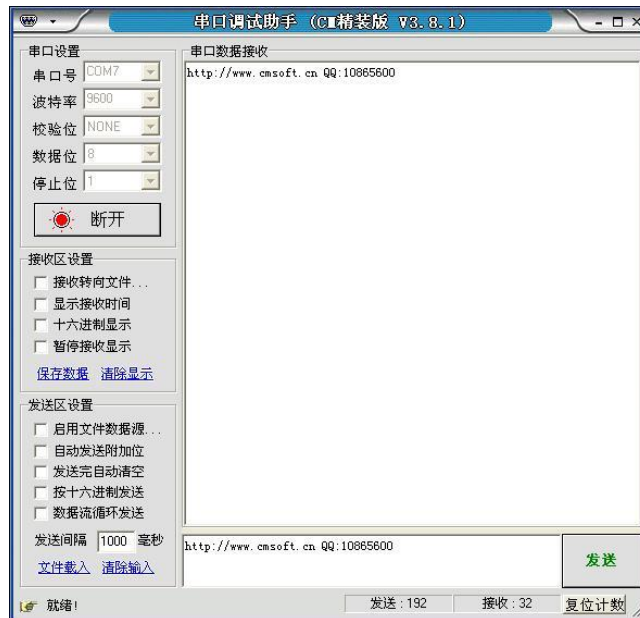 串口调试助手 (CM精装版 V3.8.1)
串口设置
串口号 COM7
波特率 9600
校验位 NONE
数据位 8
停止位 1
断开
接收区设置
接收转向文件...
显示接收时间
十六进制显示
暂停接收显示
保存数据 清除显示
发送区设置
启用文件数据源...
自动发送附加位
发送完自动清空
按十六进制发送
数据流循环发送
发送间隔 1000 毫秒
文件载入 清除输入
串口数据接收
http://www.cmsoft.cn QQ:10865600
http://www.cmsoft.cn QQ:10865600
发送
就绪!
发送:192
接收:32
复位计数